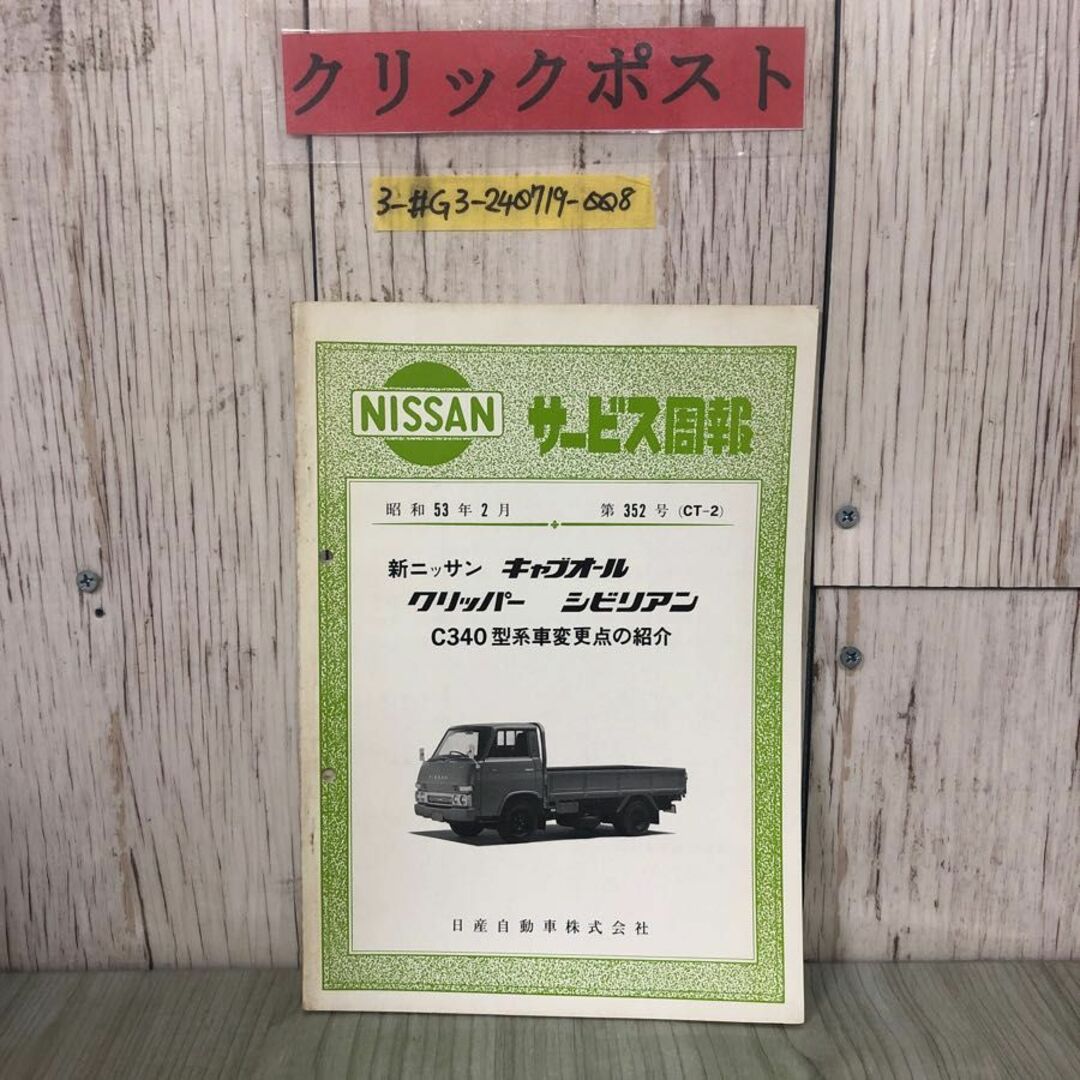 クリックポスト
3-#G3-240719-008
NISSAN サービス周報
昭和53年2月 第352号 (CT-2)
新ニッサン キャブオール
クリッパー シビリアン
C340型系車変更点の紹介
NISSAN
日産自動車株式会社